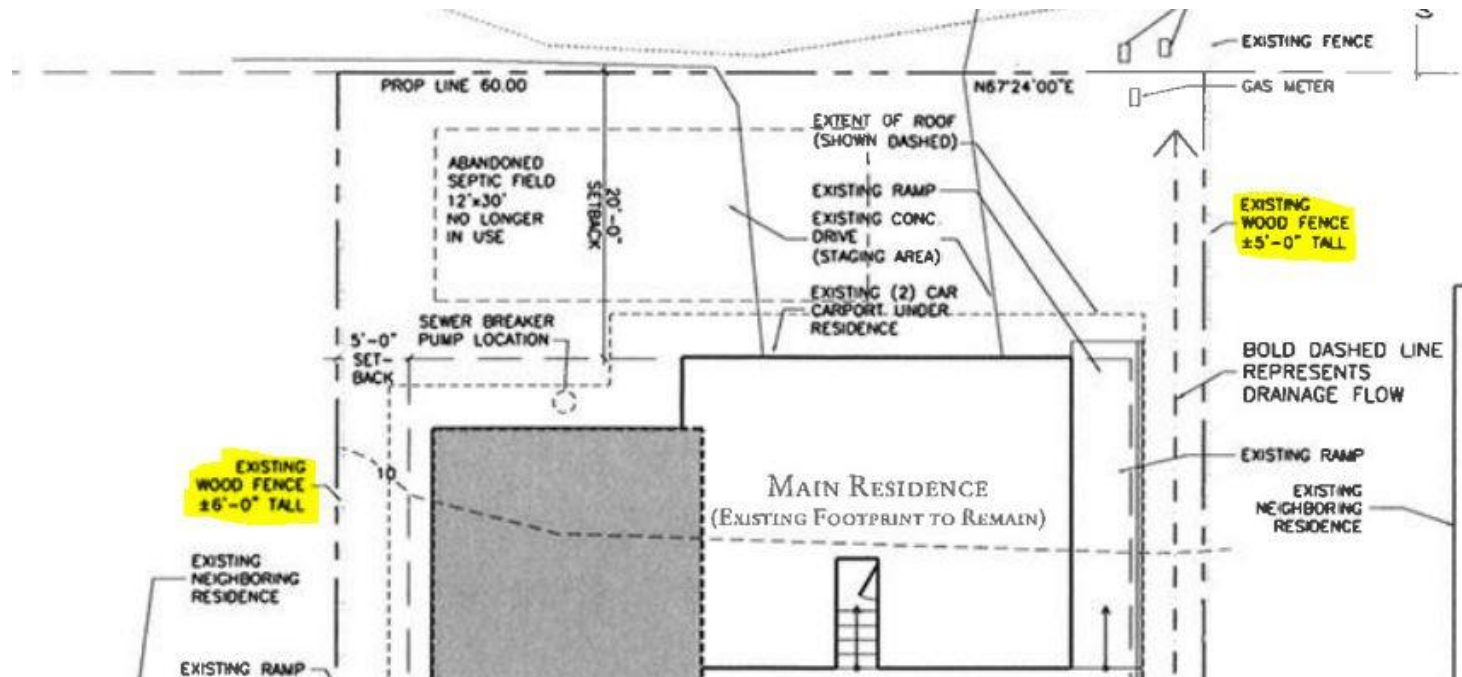 EXISTING FENCE
PROP LINE 60.00
N67°24'00"E
GAS METER
EXTENT OF ROOF
(SHOWN DASHED)
ABANDONED
SEPTIC FIELD
12'x30'
NO LONGER
IN USE
20'-0"
SETBACK
EXISTING RAMP
EXISTING CONC.
DRIVE
(STAGING AREA)
EXISTING
WOOD FENCE
±5'-0" TALL
EXISTING (2) CAR
CARPORT UNDER
RESIDENCE
SEWER BREAKER
PUMP LOCATION
5'-0"
SET-
BACK
BOLD DASHED LINE
REPRESENTS
DRAINAGE FLOW
EXISTING
WOOD FENCE
±6'-0" TALL
10
MAIN RESIDENCE
(EXISTING FOOTPRINT TO REMAIN)
EXISTING RAMP
EXISTING
NEIGHBORING
RESIDENCE
EXISTING
NEIGHBORING
RESIDENCE
EXISTING RAMP